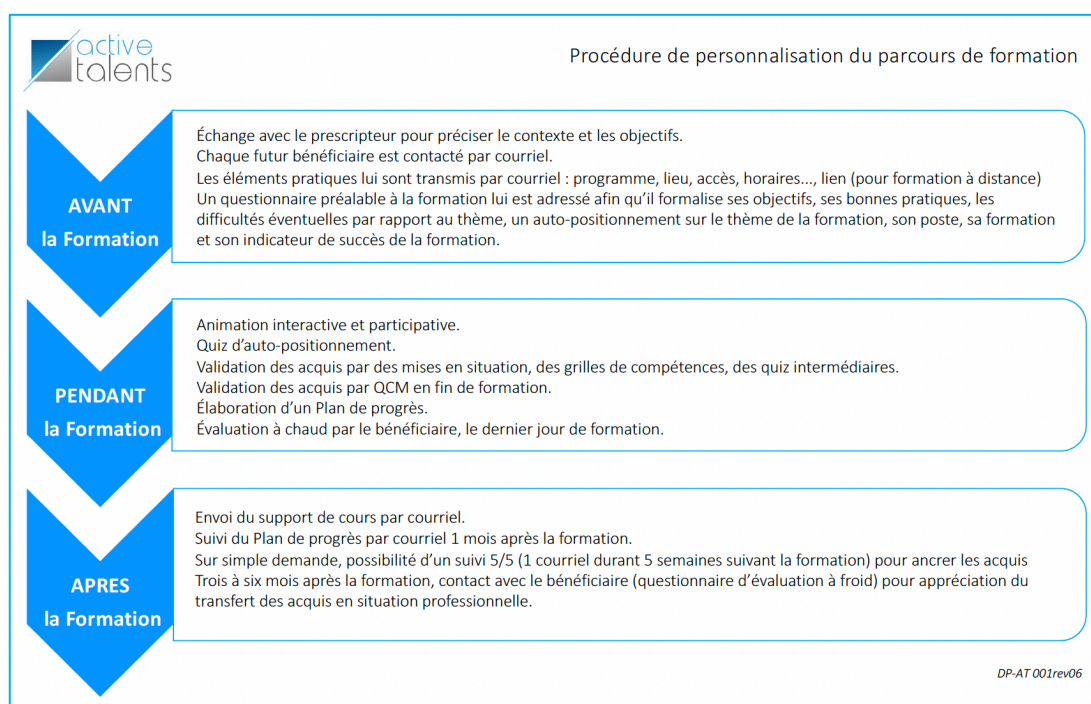 active
talents
Procédure de personnalisation du parcours de formation
AVANT
la Formation
Échange avec le prescripteur pour préciser le contexte et les objectifs.
Chaque futur bénéficiaire est contacté par courriel.
Les éléments pratiques lui sont transmis par courriel : programme, lieu, accès, horaires..., lien (pour formation à distance)
Un questionnaire préalable à la formation lui est adressé afin qu’il formalise ses objectifs, ses bonnes pratiques, les
difficultés éventuelles par rapport au thème, un auto-positionnement sur le thème de la formation, son poste, sa formation
et son indicateur de succès de la formation.
PENDANT
la Formation
Animation interactive et participative.
Quiz d’auto-positionnement.
Validation des acquis par des mises en situation, des grilles de compétences, des quiz intermédiaires.
Validation des acquis par QCM en fin de formation.
Élaboration d’un Plan de progrès.
Évaluation à chaud par le bénéficiaire, le dernier jour de formation.
APRES
la Formation
Envoi du support de cours par courriel.
Suivi du Plan de progrès par courriel 1 mois après la formation.
Sur simple demande, possibilité d’un suivi 5/5 (1 courriel durant 5 semaines suivant la formation) pour ancrer les acquis
Trois à six mois après la formation, contact avec le bénéficiaire (questionnaire d’évaluation à froid) pour appréciation du
transfert des acquis en situation professionnelle.
DP-AT 001rev06